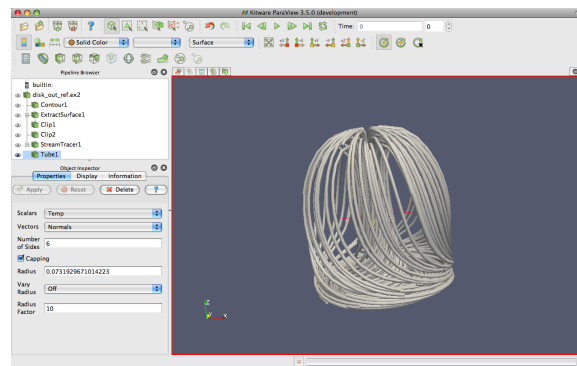 Kitware ParaView 3.5.0 (development)
Time: 0
0
Solid Color
Surface
Pipeline Browser
builtin:
disk_out_ref.ex2
Contour1
ExtractSurface1
Clip1
Clip2
StreamTracer1
Tube1
Object Inspector
Properties Display Information
Apply Reset Delete ?
Scalars Temp
Vectors Normals
Number
of Sides 6
Capping
Radius 0.0731929671014223
Vary
Radius Off
Radius
Factor 10
Z
Y X